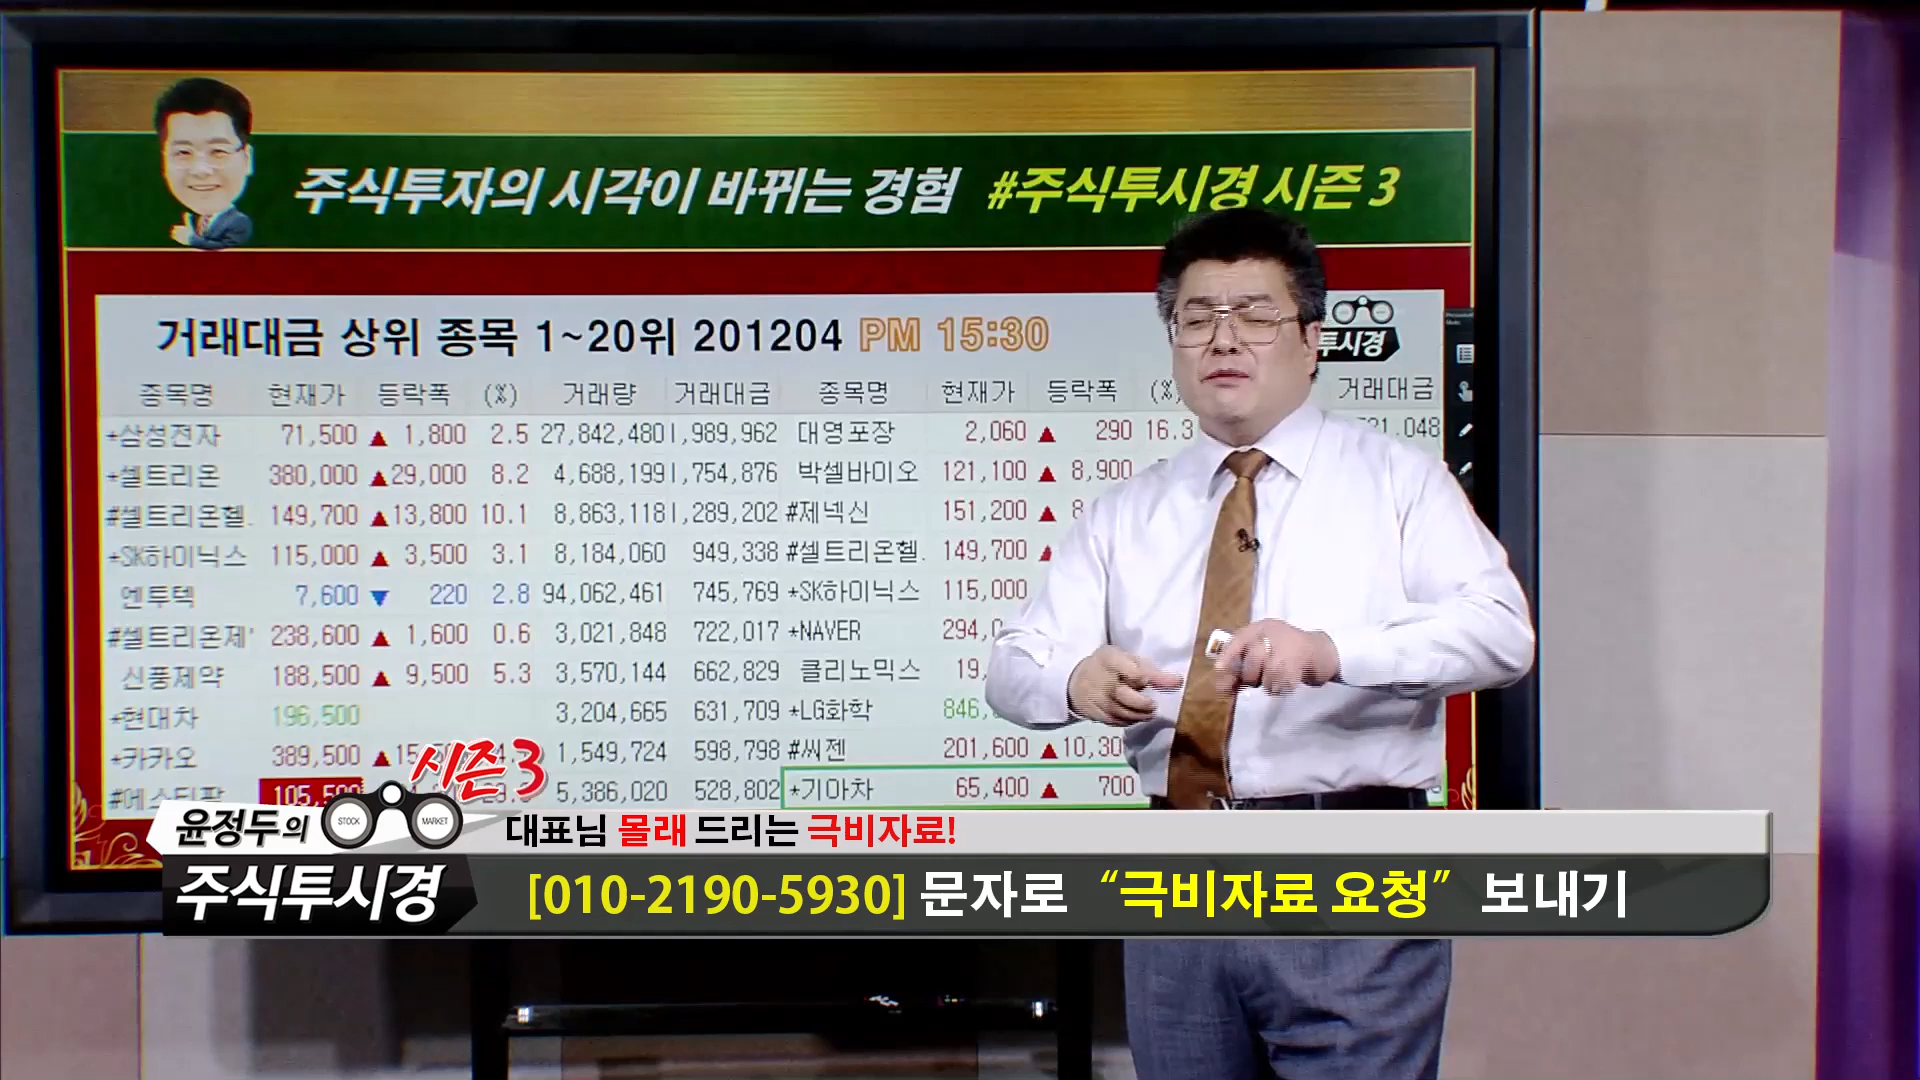 주식투자의 시각이 바뀌는 경험 #주식투시경 시즌 3
거래대금 상위 종목 1~20위 201204 PM 15:30
투시경
종목명 현재가 등락폭 (%) 거래량 거래대금 종목명 현재가 등락폭 (%) 거래대금
*삼성전자 71,500 ▲ 1,800 2.5 27,842,480 1,989,962 대영포장 2,060 ▲ 290 16.3 721,048
*셀트리온 380,000 ▲ 29,000 8.2 4,688,199 1,754,876 박셀바이오 121,100 ▲ 8,900
#셀트리온헬. 149,700 ▲ 13,800 10.1 8,863,118 1,289,202 #제넥신 151,200 ▲ 8
*SK하이닉스 115,000 ▲ 3,500 3.1 8,184,060 949,338 #셀트리온헬. 149,700 ▲
엔투텍 7,600 ▼ 220 2.8 94,062,461 745,769 *SK하이닉스 115,000
#셀트리온제' 238,600 ▲ 1,600 0.6 3,021,848 722,017 *NAVER 294,0
신풍제약 188,500 ▲ 9,500 5.3 3,570,144 662,829 클리노믹스 19,
*현대차 196,500 3,204,665 631,709 *LG화학 846,
*카카오 389,500 ▲ 1,549,724 598,798 #씨젠 201,600 ▲ 10,30
#에스티팜 105,500 5,386,020 528,802 *기아차 65,400 ▲ 700
시즌 3
윤정두의 STOCK MARKET
주식투시경
대표님 몰래 드리는 극비자료!
[010-2190-5930] 문자로 “극비자료 요청” 보내기